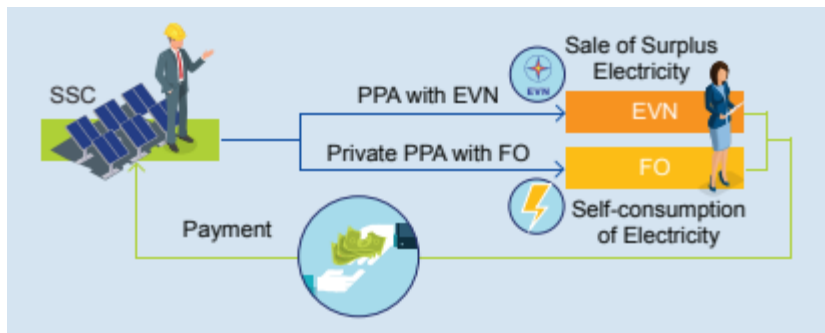 Sale of Surplus
Electricity
SSC
PPA with EVN
EVN
EVN
Private PPA with FO
FO
Self-consumption
of Electricity
Payment